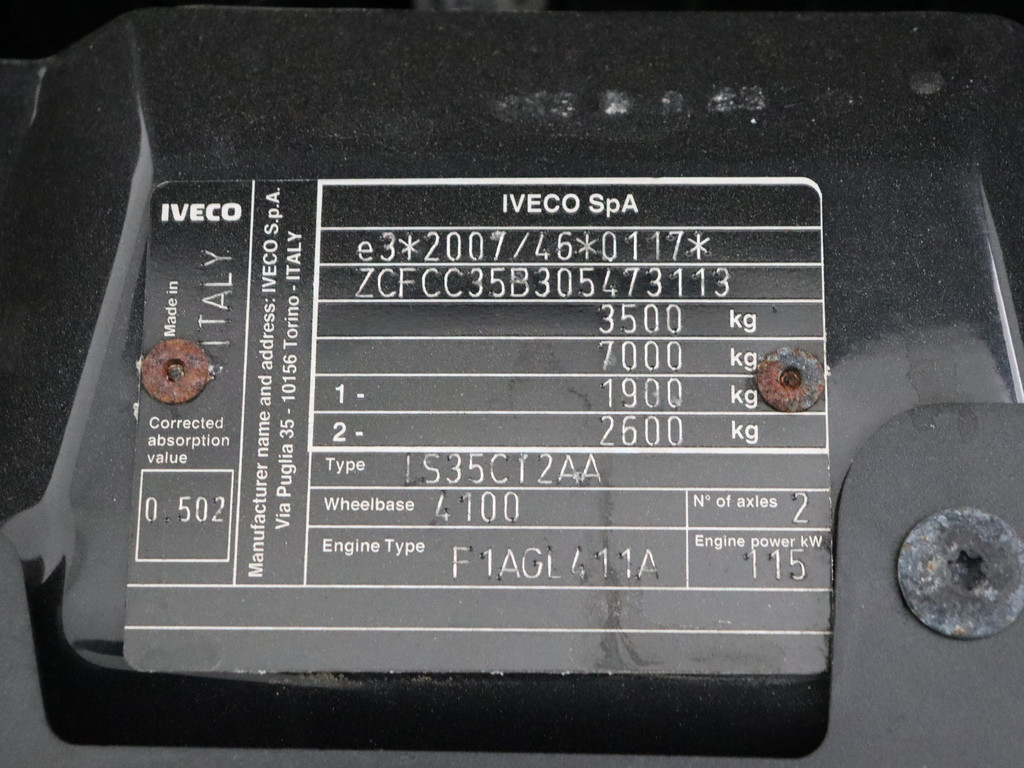 IVECO
Made in
ITALY
Corrected
absorption
value
0.502
Manufacturer name and address: IVECO S.p.A.
Via Puglia 35 - 10156 Torino - ITALY
IVECO SpA
e3*2007/46*0117*
ZCFCC35B305473113
3500 kg
7000 kg
1 - 1900 kg
2 - 2600 kg
Type IS35CI2AA
Wheelbase 4100
N° of axles 2
Engine Type F1AGL411A
Engine power kW
115